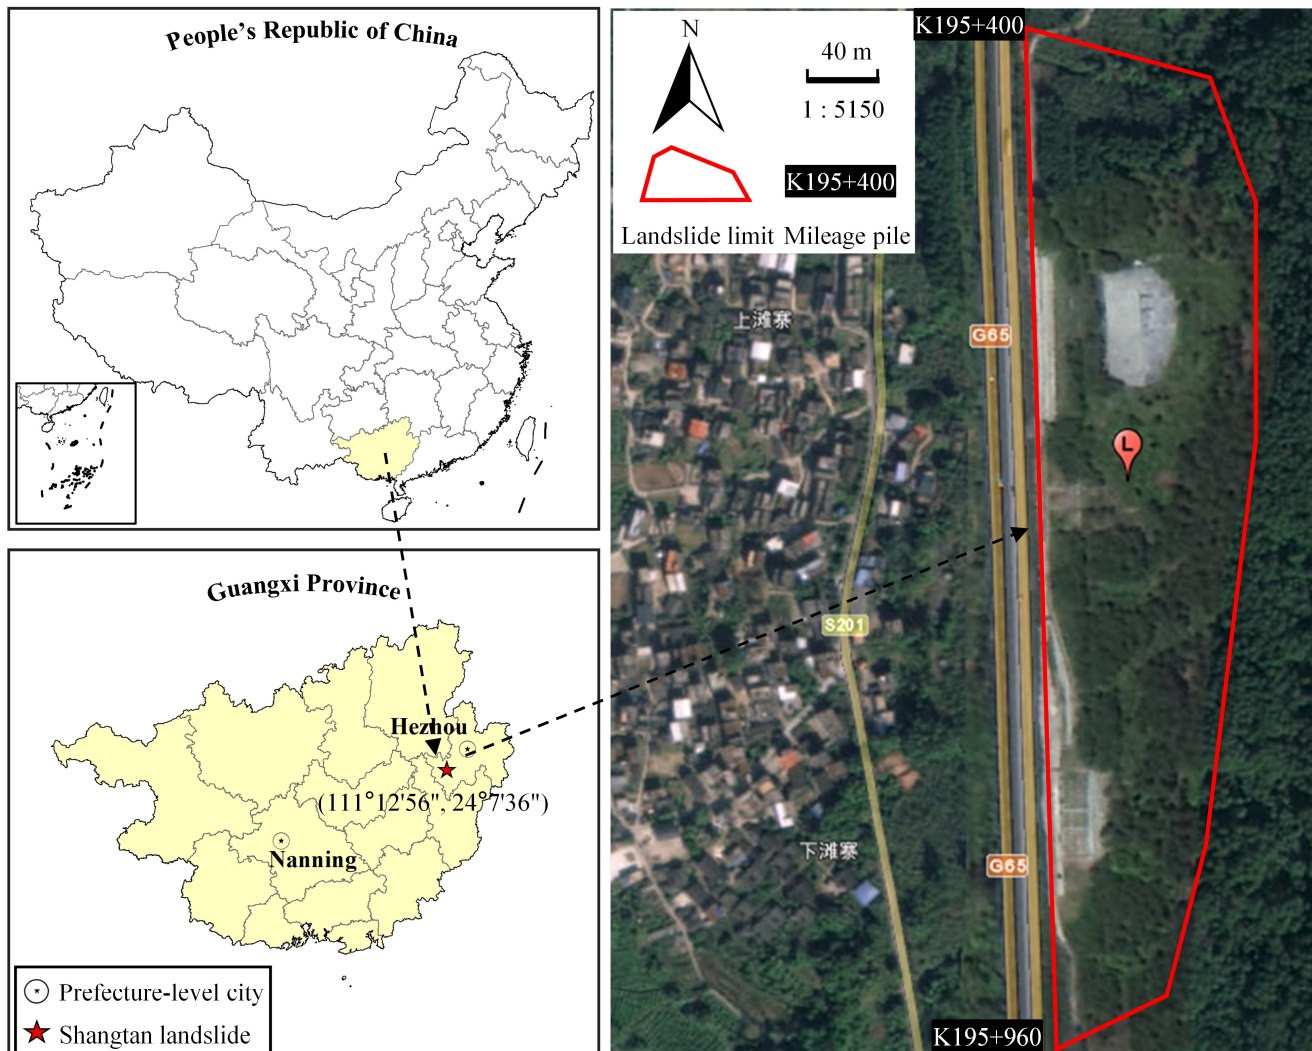 People's Republic of China
Guangxi Province
Hezhou
(111°12'56", 24°7'36")
Nanning
Prefecture-level city
Shangtan landslide
N
40 m
1 : 5150
K195+400
Landslide limit Mileage pile
K195+400
上滩寨
G65
L
S201
下滩寨
G65
K195+960